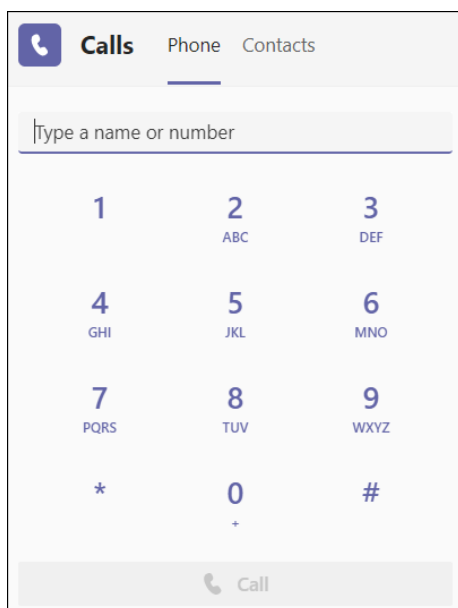 Calls Phone Contacts
Type a name or number
1 2 3
ABC DEF
4 5 6
GHI JKL MNO
7 8 9
PQRS TUV WXYZ
* 0 #
+
Call